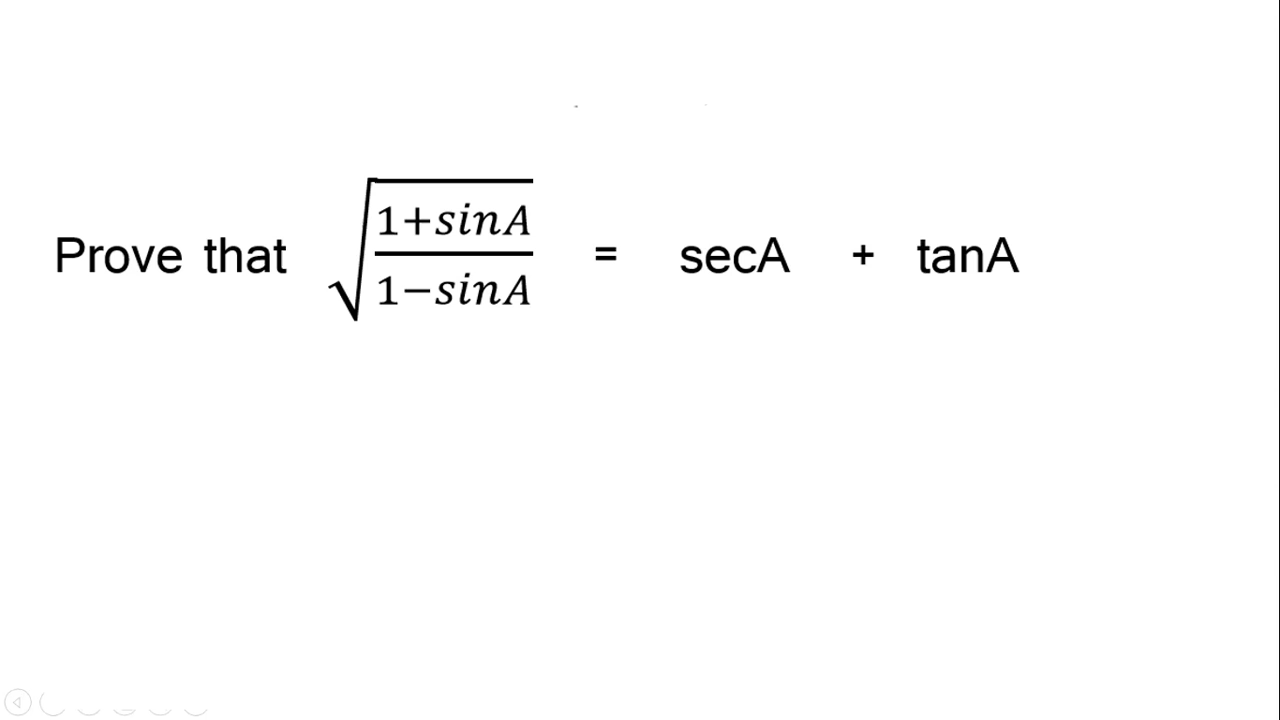 Prove that √((1+sinA)/(1−sinA)) = secA + tanA